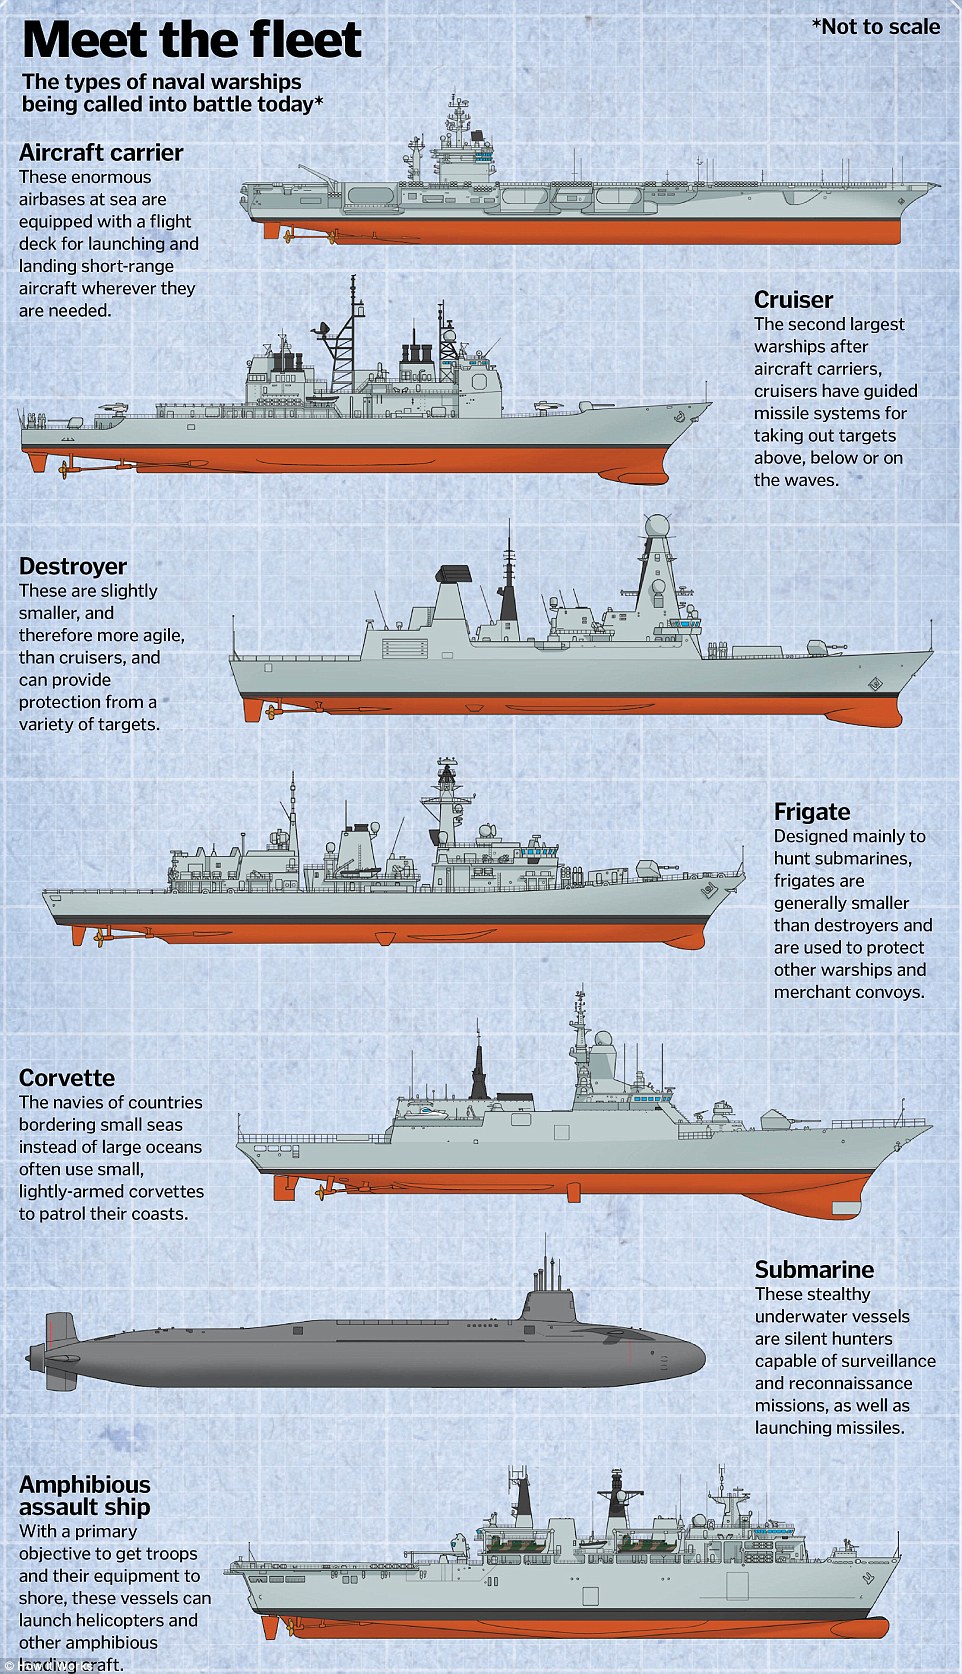 Meet the fleet
*Not to scale
The types of naval warships
being called into battle today*
Aircraft carrier
These enormous
airbases at sea are
equipped with a flight
deck for launching and
landing short-range
aircraft wherever they
are needed.
Cruiser
The second largest
warships after
aircraft carriers,
cruisers have guided
missile systems for
taking out targets
above, below or on
the waves.
Destroyer
These are slightly
smaller, and
therefore more agile,
than cruisers, and
can provide
protection from a
variety of targets.
Frigate
Designed mainly to
hunt submarines,
frigates are
generally smaller
than destroyers and
are used to protect
other warships and
merchant convoys.
Corvette
The navies of countries
bordering small seas
instead of large oceans
often use small,
lightly-armed corvettes
to patrol their coasts.
Submarine
These stealthy
underwater vessels
are silent hunters
capable of surveillance
and reconnaissance
missions, as well as
launching missiles.
Amphibious
assault ship
With a primary
objective to get troops
and their equipment to
shore, these vessels can
launch helicopters and
other amphibious
landing craft.
© How It Works